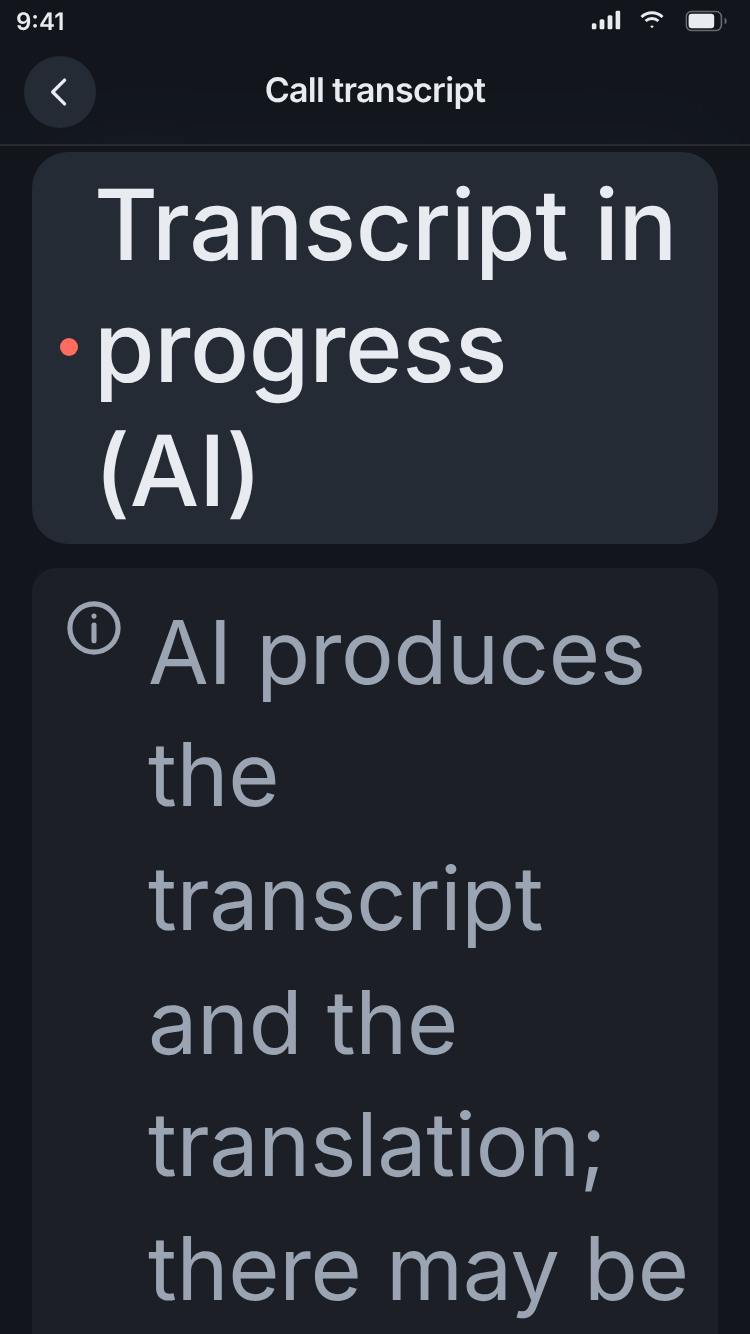 9:41
Call transcript
Transcript in
progress
(AI)
AI produces
the
transcript
and the
translation;
there may be